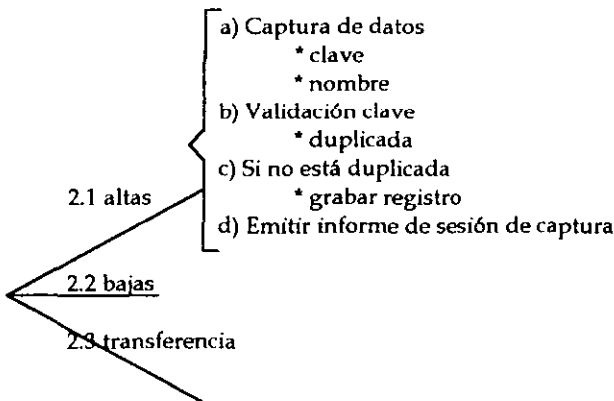 a) Captura de datos
* clave
* nombre
b) Validación clave
* duplicada
c) Si no está duplicada
* grabar registro
d) Emitir informe de sesión de captura
2.1 altas
2.2 bajas
2.3 transferencia